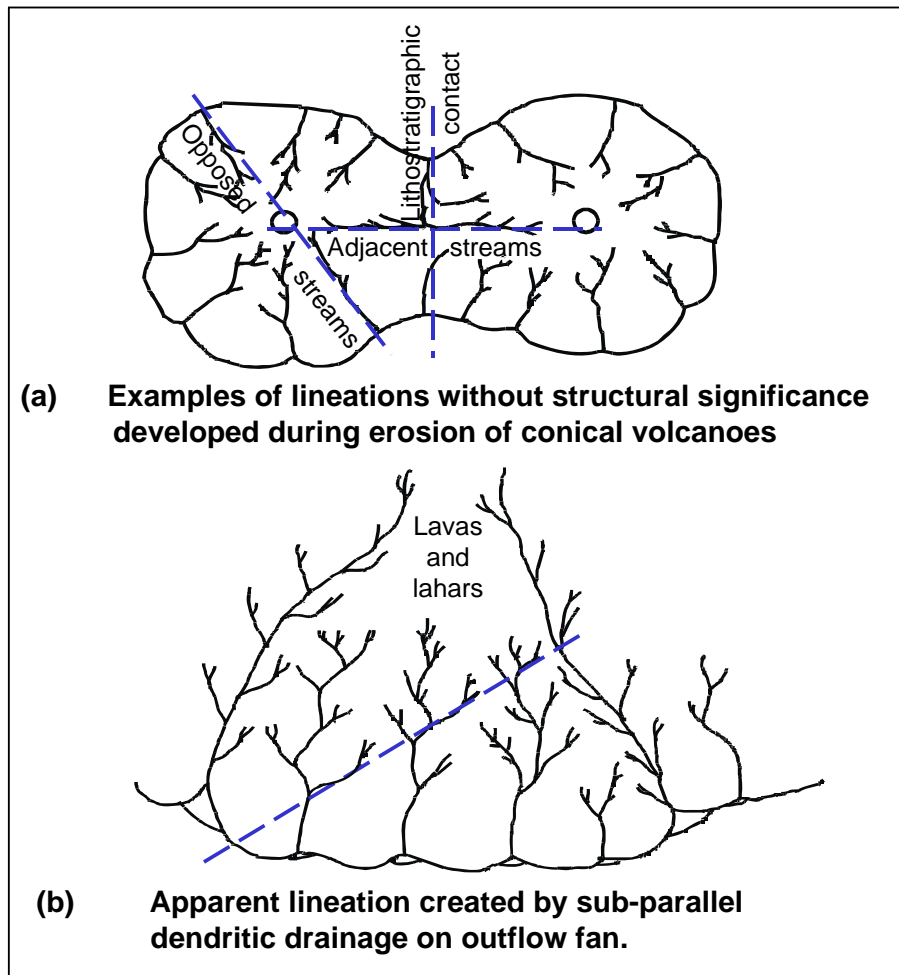 Lithostratigraphic
contact
Opposed
streams
Adjacent streams
(a) Examples of lineations without structural significance
developed during erosion of conical volcanoes
Lavas
and
lahars
(b) Apparent lineation created by sub-parallel
dendritic drainage on outflow fan.